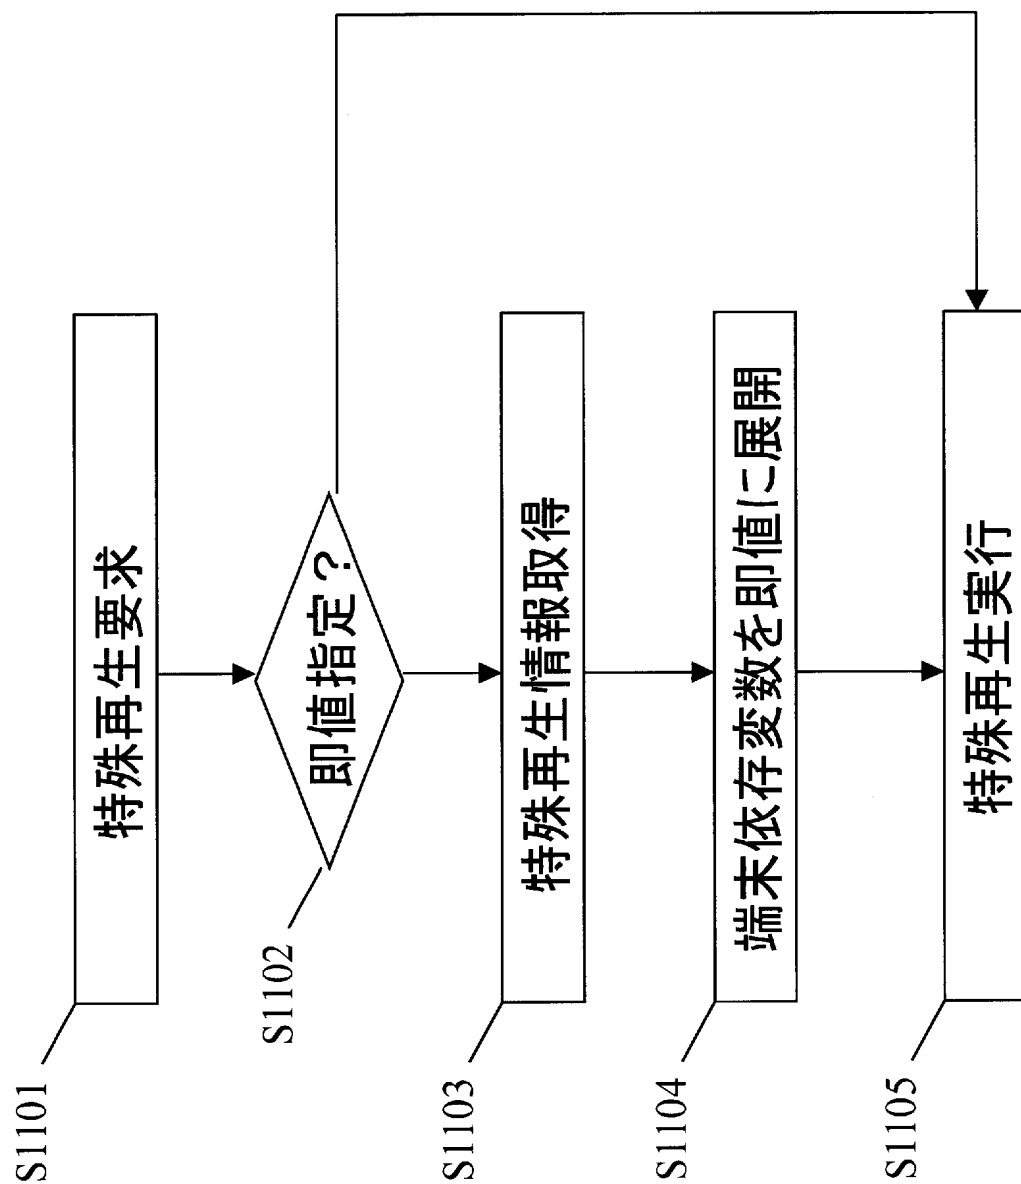 S1101
特殊再生要求
S1102
即値指定?
S1103
特殊再生情報取得
S1104
端末依存変数を即値に展開
S1105
特殊再生実行